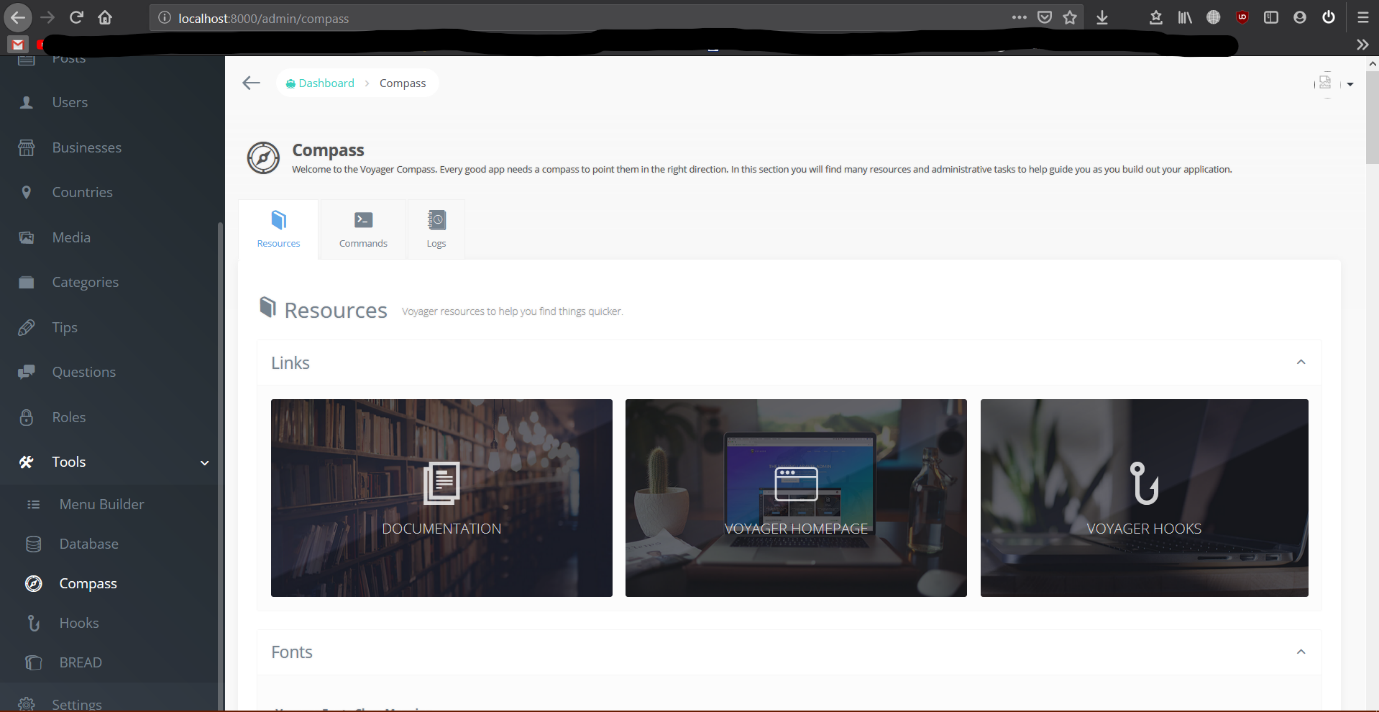 localhost:8000/admin/compass
Posts
Users
Businesses
Countries
Media
Categories
Tips
Questions
Roles
Tools
Menu Builder
Database
Compass
Hooks
BREAD
Settings
Dashboard > Compass
Compass
Welcome to the Voyager Compass. Every good app needs a compass to point them in the right direction. In this section you will find many resources and administrative tasks to help guide you as you build out your application.
Resources
Commands
Logs
Resources Voyager resources to help you find things quicker.
Links
DOCUMENTATION
VOYAGER HOMEPAGE
VOYAGER HOOKS
Fonts